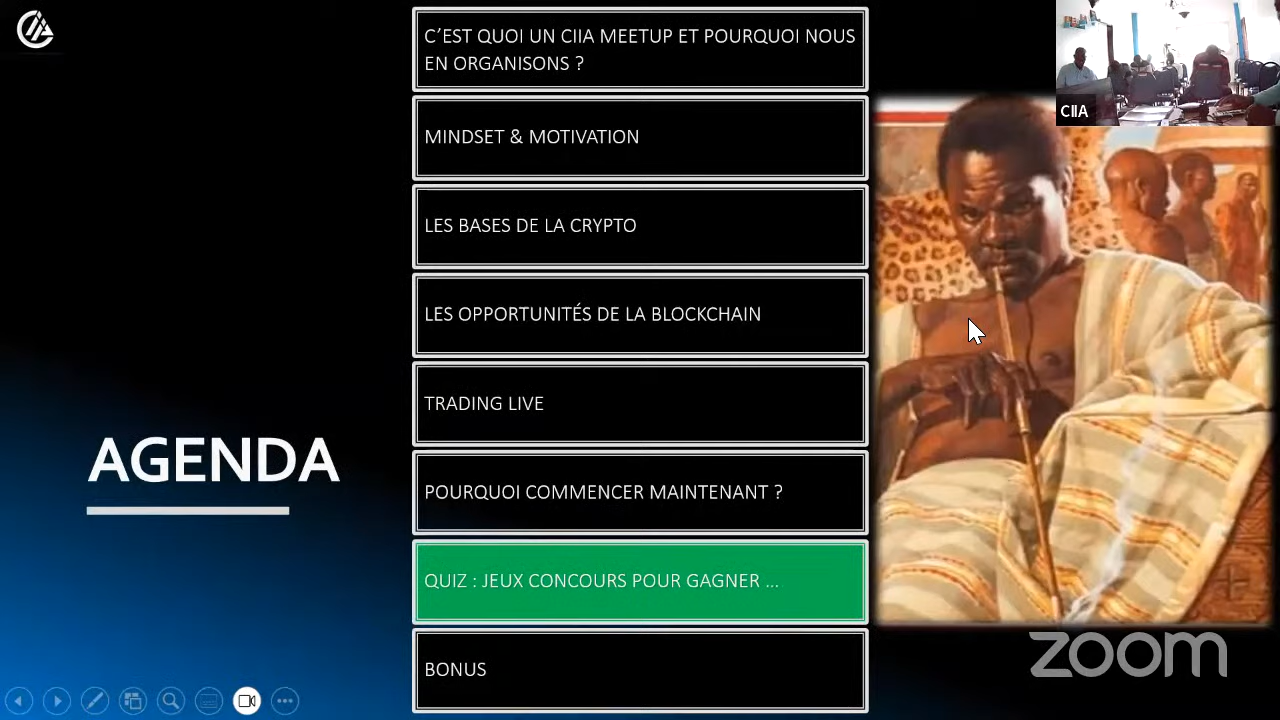 C'EST QUOI UN CIIA MEETUP ET POURQUOI NOUS
EN ORGANISONS ?
MINDSET & MOTIVATION
LES BASES DE LA CRYPTO
LES OPPORTUNITÉS DE LA BLOCKCHAIN
TRADING LIVE
AGENDA
POURQUOI COMMENCER MAINTENANT ?
QUIZ : JEUX CONCOURS POUR GAGNER ...
BONUS
CIIA
zoom